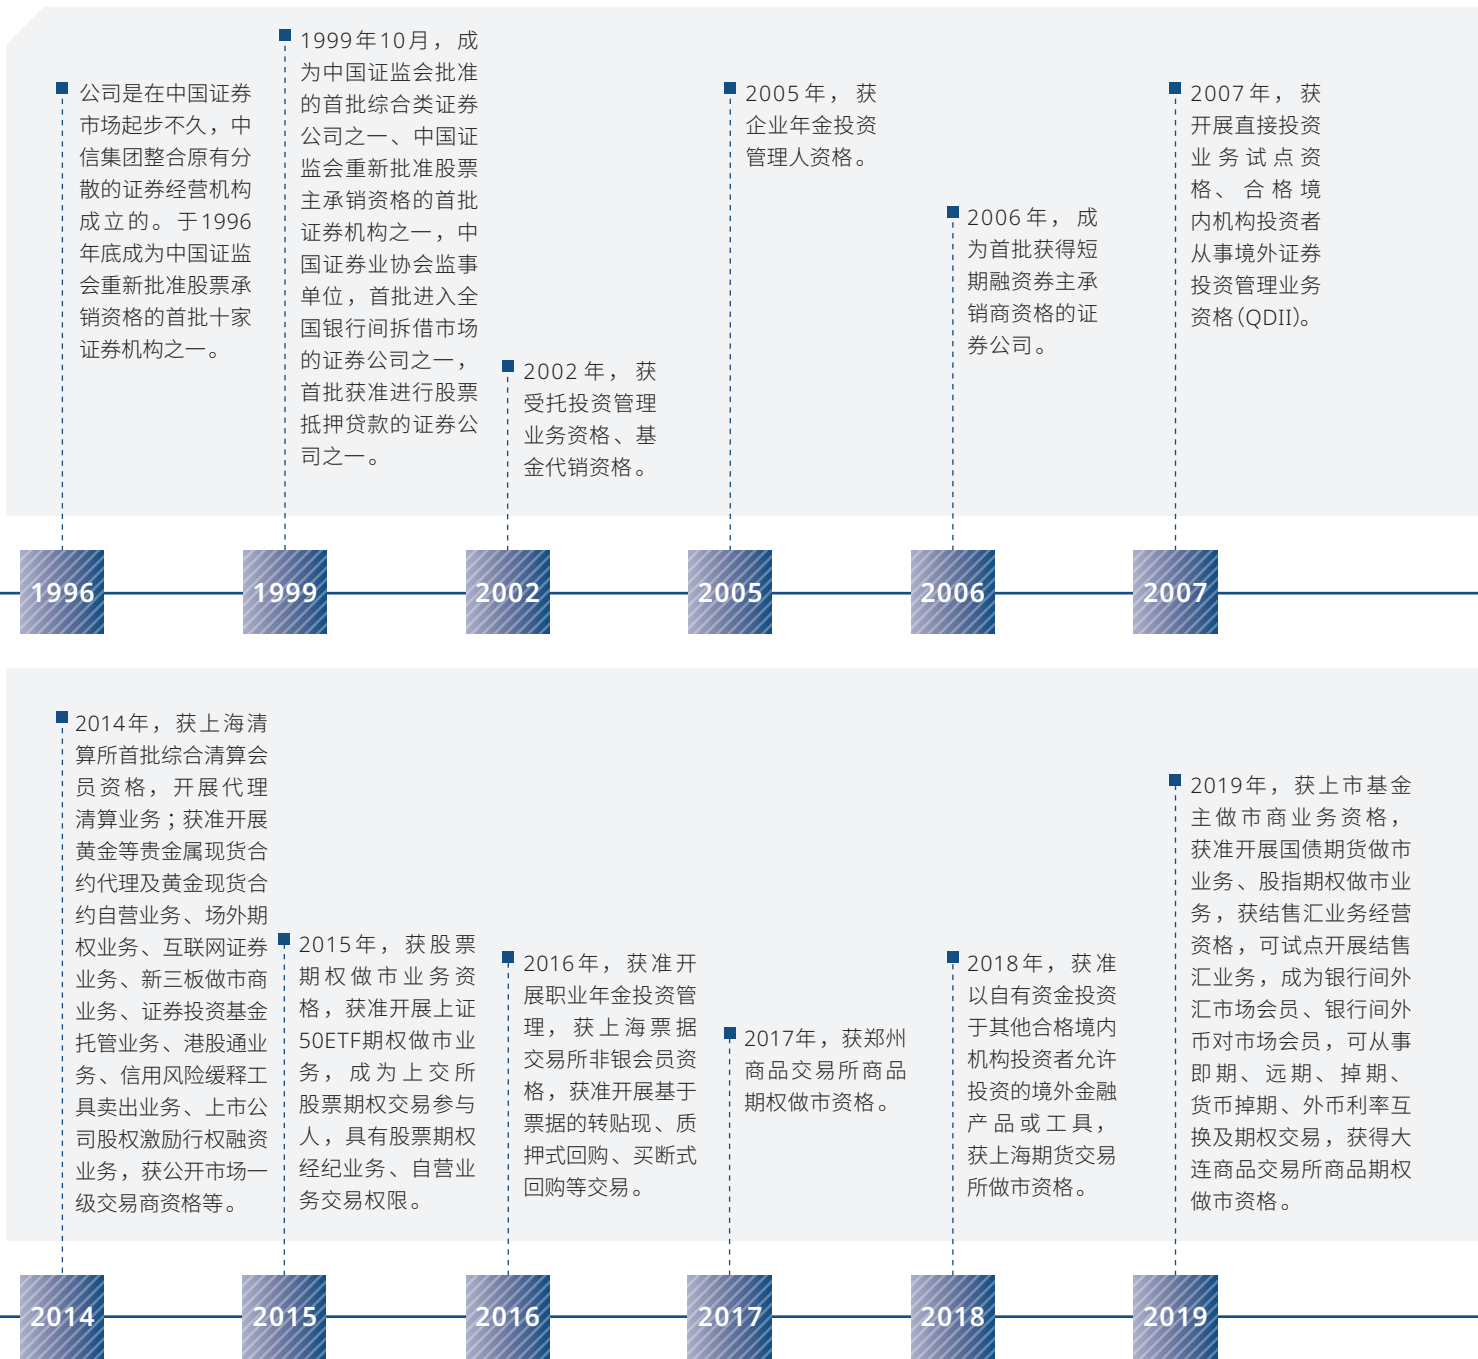 公司是在中国证券
市场起步不久，中
信集团整合原有分
散的证券经营机构
成立的。于1996
年底成为中国证监
会重新批准股票承
销资格的首批十家
证券机构之一。
1999年10月，成
为中国证监会批准
的首批综合类证券
公司之一、中国证
监会重新批准股票
主承销资格的首批
证券机构之一，中
国证券业协会监事
单位，首批进入全
国银行间拆借市场
的证券公司之一，
首批获准进行股票
抵押贷款的证券公
司之一。
2002年，获
受托投资管理
业务资格、基
金代销资格。
2005年，获
企业年金投资
管理人资格。
2006年，成
为首批获得短
期融资券主承
销商资格的证
券公司。
2007年，获
开展直接投资
业务试点资
格、合格境
内机构投资者
从事境外证券
投资管理业务
资格（QDII）。
1996
1999
2002
2005
2006
2007
2014年，获上海清
算所首批综合清算会
员资格，开展代理
清算业务；获准开展
黄金等贵金属现货合
约代理及黄金现货合
约自营业务、场外期
权业务、互联网证券
业务、新三板做市商
业务、证券投资基金
托管业务、港股通业
务、信用风险缓释工
具卖出业务、上市公
司股权激励行权融资
业务，获公开市场一
级交易商资格等。
2015年，获股票
期权做市业务资
格，获准开展上证
50ETF期权做市业
务，成为上交所
股票期权交易参与
人，具有股票期权
经纪业务、自营业
务交易权限。
2016年，获准开
展职业年金投资管
理，获上海票据
交易所非银会员资
格，获准开展基于
票据的转贴现、质
押式回购、买断式
回购等交易。
2017年，获郑州
商品交易所商品
期权做市资格。
2018年，获准
以自有资金投资
于其他合格境内
机构投资者允许
投资的境外金融
产品或工具，
获上海期货交易
所做市资格。
2019年，获上市基金
主做市商业务资格，
获准开展国债期货做市
业务、股指期权做市业
务，获结售汇业务经营
资格，可试点开展结售
汇业务，成为银行间外
汇市场会员、银行间外
币对市场会员，可从事
即期、远期、掉期、
货币掉期、外币利率互
换及期权交易，获得大
连商品交易所商品期权
做市资格。
2014
2015
2016
2017
2018
2019